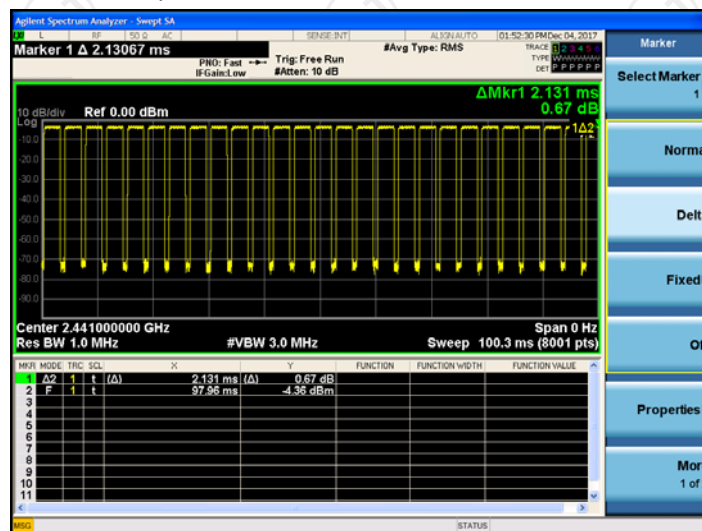 Agilent Spectrum Analyzer - Swept SA
LXI L RF 50 Ω AC SENSE:INT ALIGNAUTO 01:52:30 PMDec 04, 2017
Marker 1 Δ 2.13067 ms
#Avg Type: RMS
TRACE 1 2 3 4 5 6
TYPE WWWWWW
DET P P P P P P
PNO: Fast Trig: Free Run
IFGain:Low #Atten: 10 dB
ΔMkr1 2.131 ms
0.67 dB
10 dB/div Ref 0.00 dBm
Log
1Δ2
-10.0
-20.0
-30.0
-40.0
-50.0
-60.0
-70.0
-80.0
-90.0
Center 2.441000000 GHz Span 0 Hz
Res BW 1.0 MHz #VBW 3.0 MHz Sweep 100.3 ms (8001 pts)
MKR MODE TRC SCL X Y FUNCTION FUNCTION WIDTH FUNCTION VALUE
1 Δ2 1 t (Δ) 2.131 ms (Δ) 0.67 dB
2 F 1 t 97.96 ms -4.36 dBm
3
4
5
6
7
8
9
10
11
MSG STATUS
Marker
Select Marker
1
Norma
Delt
Fixed
Of
Properties
Mor
1 of